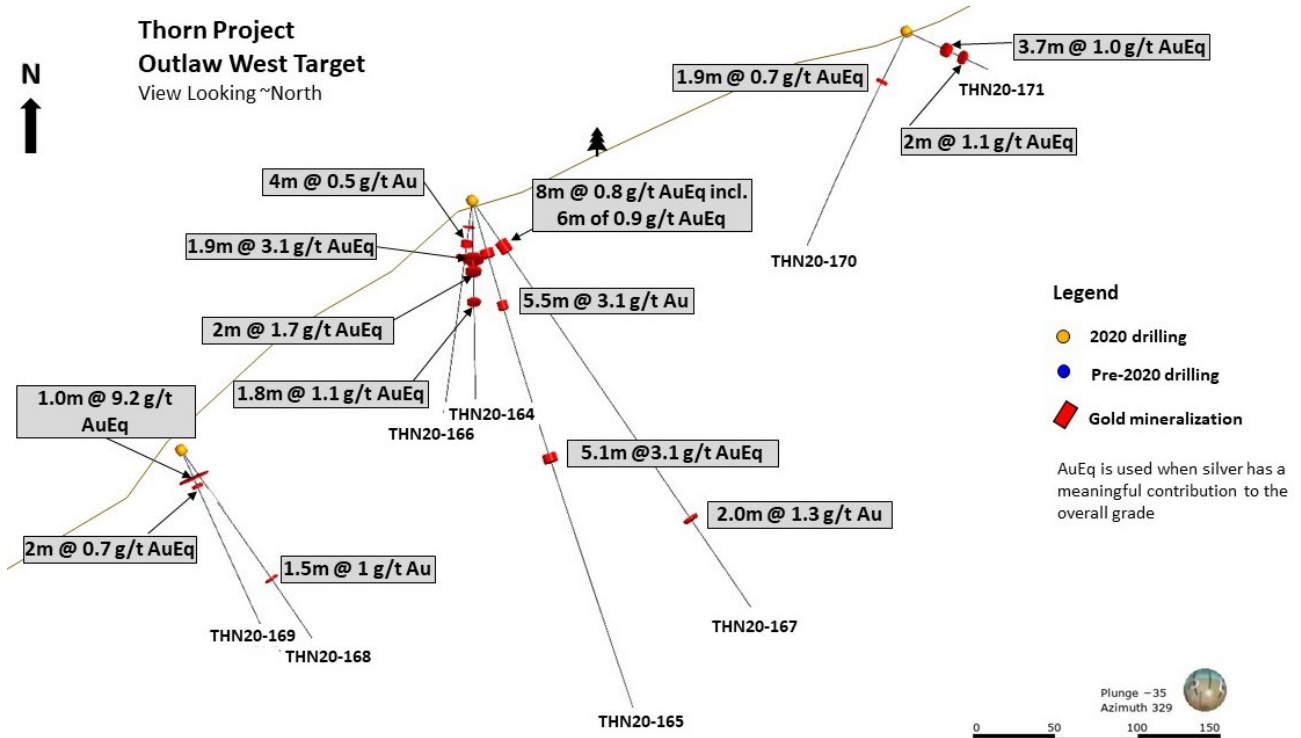 Thorn Project
Outlaw West Target
View Looking ~North
N
3.7m @ 1.0 g/t AuEq
1.9m @ 0.7 g/t AuEq
THN20-171
2m @ 1.1 g/t AuEq
4m @ 0.5 g/t Au
8m @ 0.8 g/t AuEq incl.
6m of 0.9 g/t AuEq
1.9m @ 3.1 g/t AuEq
THN20-170
5.5m @ 3.1 g/t Au
2m @ 1.7 g/t AuEq
1.8m @ 1.1 g/t AuEq
THN20-164
THN20-166
1.0m @ 9.2 g/t
AuEq
5.1m @3.1 g/t AuEq
2.0m @ 1.3 g/t Au
2m @ 0.7 g/t AuEq
1.5m @ 1 g/t Au
THN20-169
THN20-168
THN20-167
THN20-165
Legend
2020 drilling
Pre-2020 drilling
Gold mineralization
AuEq is used when silver has a
meaningful contribution to the
overall grade
Plunge −35
Azimuth 329
0 50 100 150